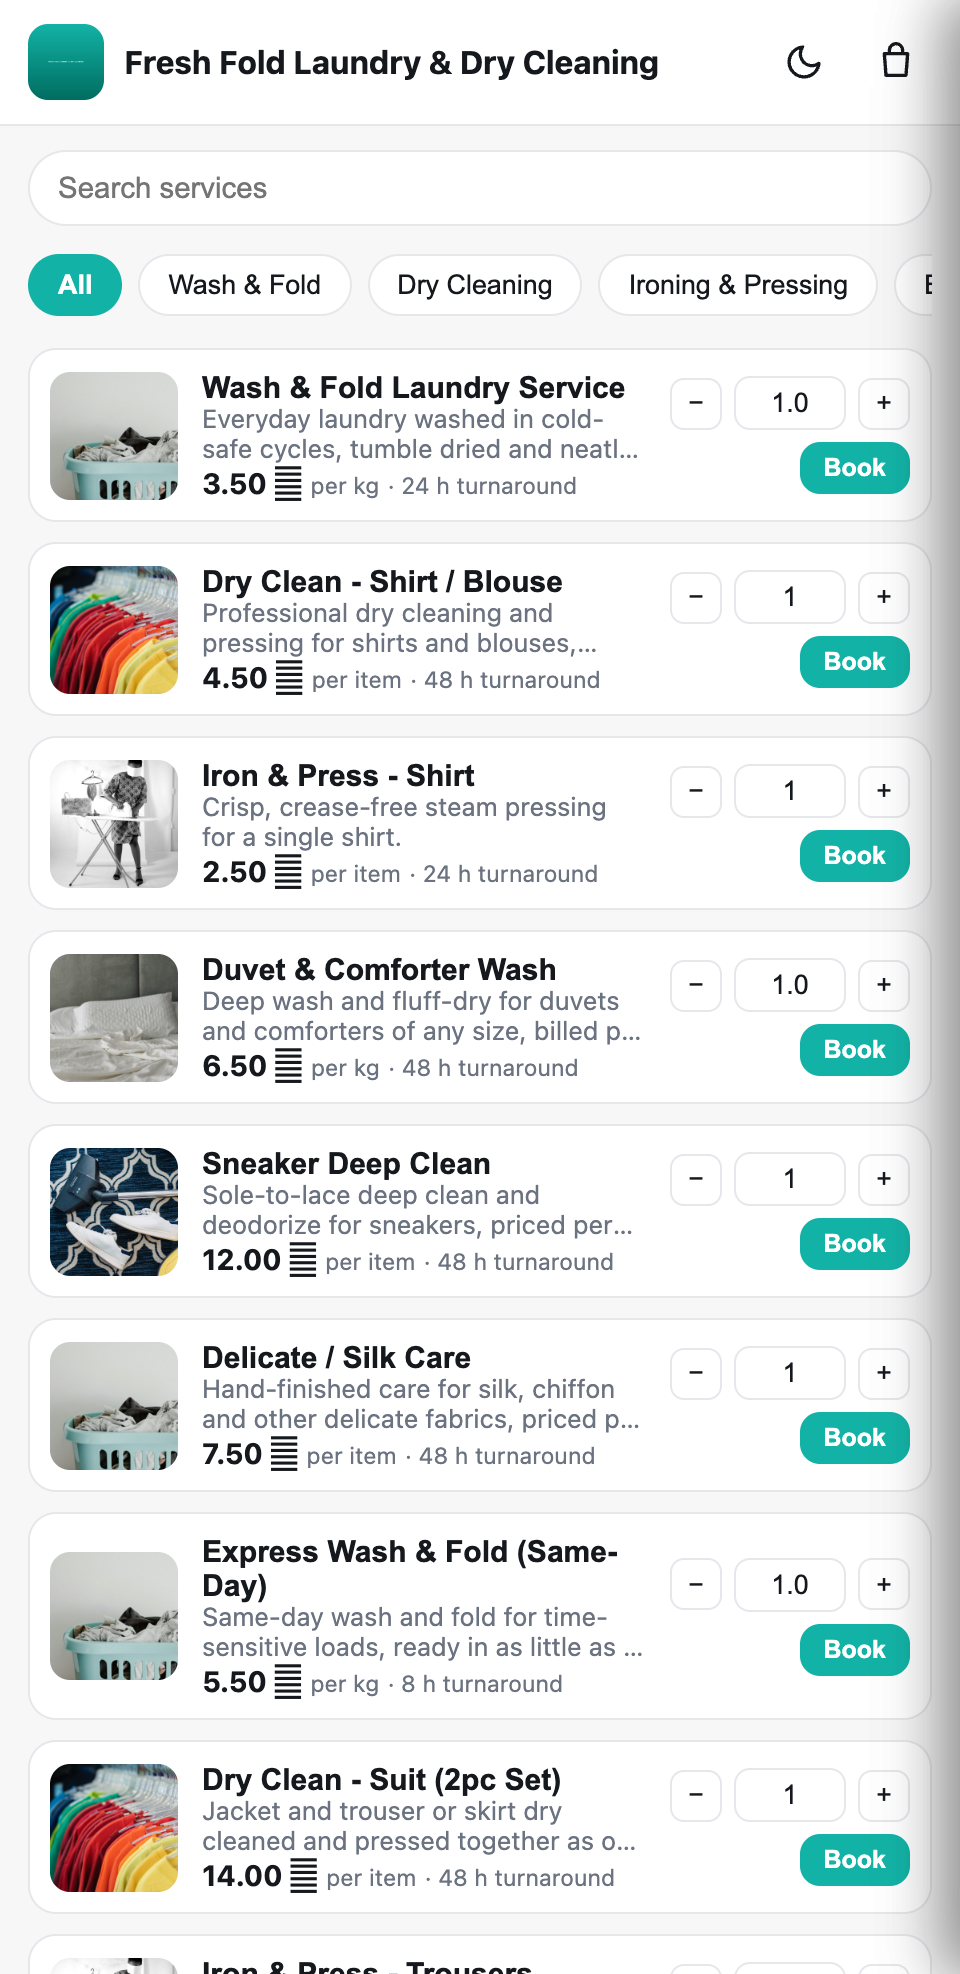 Fresh Fold Laundry & Dry Cleaning
Search services
All
Wash & Fold
Dry Cleaning
Ironing & Pressing
Wash & Fold Laundry Service
Everyday laundry washed in cold-
safe cycles, tumble dried and neatl...
3.50 per kg · 24 h turnaround
− 1.0 +
Book
Dry Clean - Shirt / Blouse
Professional dry cleaning and
pressing for shirts and blouses,...
4.50 per item · 48 h turnaround
− 1 +
Book
Iron & Press - Shirt
Crisp, crease-free steam pressing
for a single shirt.
2.50 per item · 24 h turnaround
− 1 +
Book
Duvet & Comforter Wash
Deep wash and fluff-dry for duvets
and comforters of any size, billed p...
6.50 per kg · 48 h turnaround
− 1.0 +
Book
Sneaker Deep Clean
Sole-to-lace deep clean and
deodorize for sneakers, priced per...
12.00 per item · 48 h turnaround
− 1 +
Book
Delicate / Silk Care
Hand-finished care for silk, chiffon
and other delicate fabrics, priced p...
7.50 per item · 48 h turnaround
− 1 +
Book
Express Wash & Fold (Same-
Day)
Same-day wash and fold for time-
sensitive loads, ready in as little as ...
5.50 per kg · 8 h turnaround
− 1.0 +
Book
Dry Clean - Suit (2pc Set)
Jacket and trouser or skirt dry
cleaned and pressed together as o...
14.00 per item · 48 h turnaround
− 1 +
Book
Iron & Press - Trousers